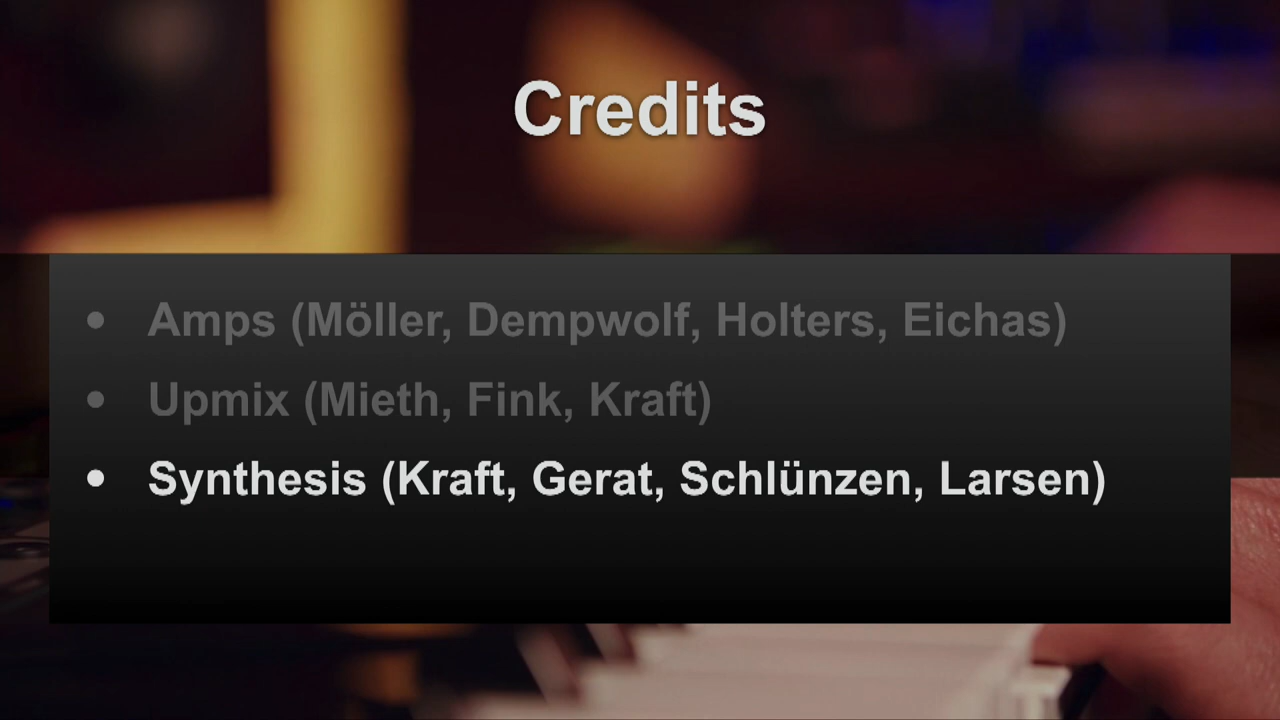 Credits
• Amps (Möller, Dempwolf, Holters, Eichas)
• Upmix (Mieth, Fink, Kraft)
• Synthesis (Kraft, Gerat, Schlünzen, Larsen)